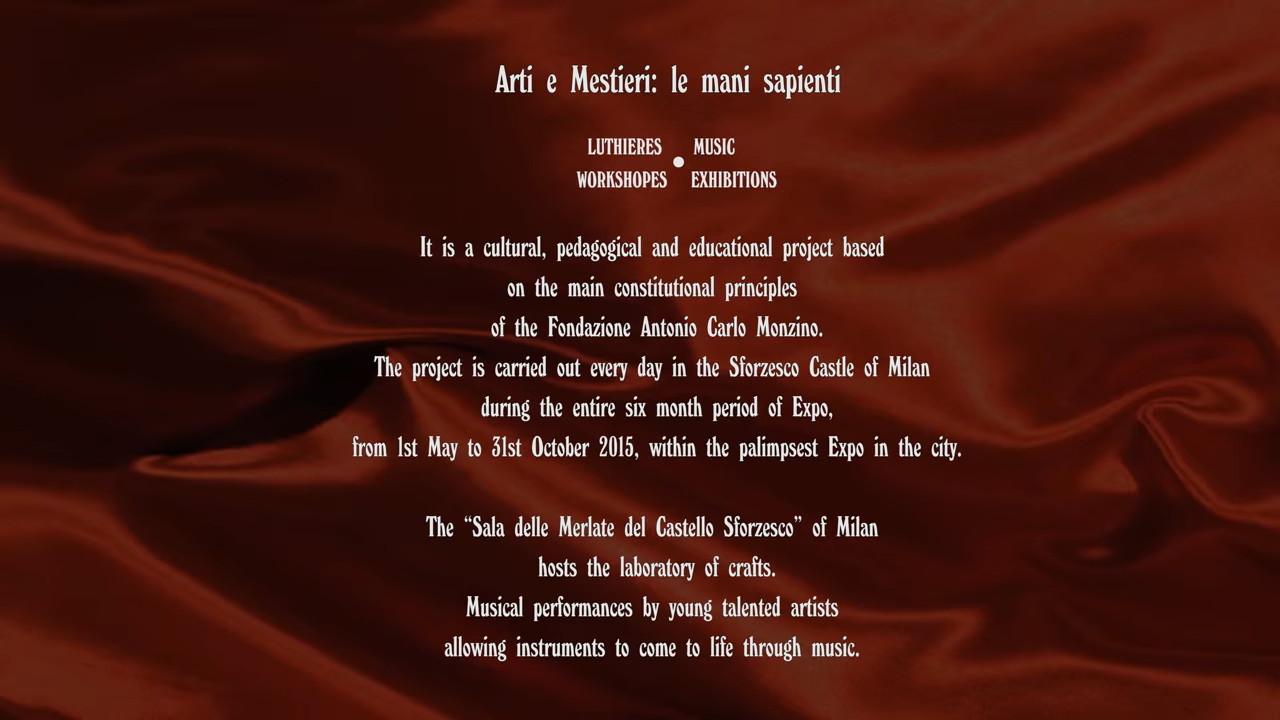 Arti e Mestieri: le mani sapienti
LUTHIERES MUSIC
•
WORKSHOPES EXHIBITIONS
It is a cultural, pedagogical and educational project based
on the main constitutional principles
of the Fondazione Antonio Carlo Monzino.
The project is carried out every day in the Sforzesco Castle of Milan
during the entire six month period of Expo,
from 1st May to 31st October 2015, within the palimpsest Expo in the city.
The “Sala delle Merlate del Castello Sforzesco” of Milan
hosts the laboratory of crafts.
Musical performances by young talented artists
allowing instruments to come to life through music.